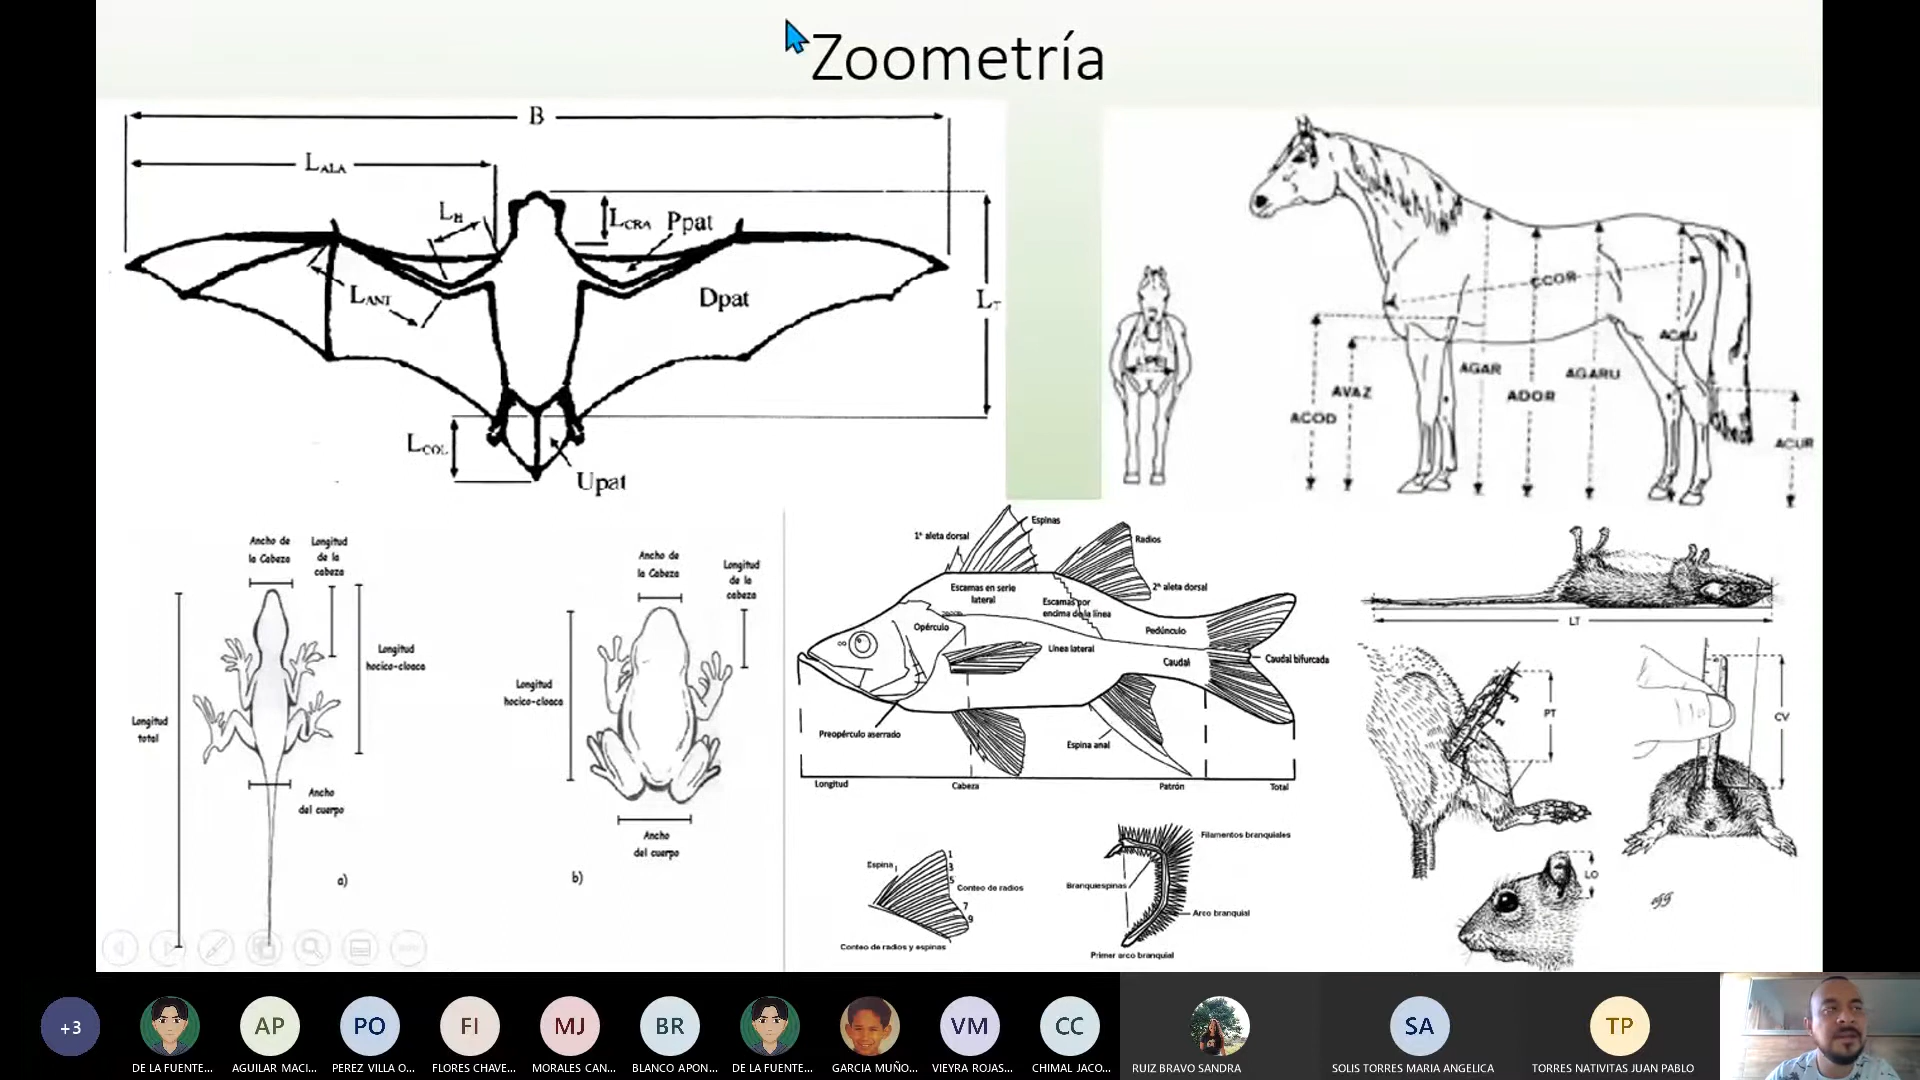 Zoometría
B
LALA
LH
LCRA
Ppat
LANT
Dpat
LT
LCOL
Upat
CCOR
ACAU
AGAR
AGARU
AVAZ
ADOR
ACOD
ACUR
Ancho de
la Cabeza
Longitud
de la
cabeza
Longitud
hocico-cloaca
Longitud
total
Ancho
del cuerpo
a)
Ancho de
la Cabeza
Longitud
de la
cabeza
Longitud
hocico-cloaca
Ancho
del cuerpo
b)
Espinas
1ª aleta dorsal
Radios
2ª aleta dorsal
Escamas en serie
lateral
Escamas por
encima de la línea
Opérculo
Pedúnculo
Línea lateral
Caudal
Caudal bifurcada
Preopérculo aserrado
Espina anal
Longitud
Cabeza
Patrón
Total
Espina
1
3
5
7
9
Conteo de radios
Conteo de radios y espinas
Filamentos branquiales
Branquiespinas
Arco branquial
Primer arco branquial
LT
PT
CV
LO
+3
AP
PO
FI
MJ
BR
VM
CC
SA
TP
DE LA FUENTE...
AGUILAR MACI...
PEREZ VILLA O...
FLORES CHAVE...
MORALES CAN...
BLANCO APON...
DE LA FUENTE...
GARCIA MUÑO...
VIEYRA ROJAS...
CHIMAL JACO...
RUIZ BRAVO SANDRA
SOLIS TORRES MARIA ANGELICA
TORRES NATIVITAS JUAN PABLO